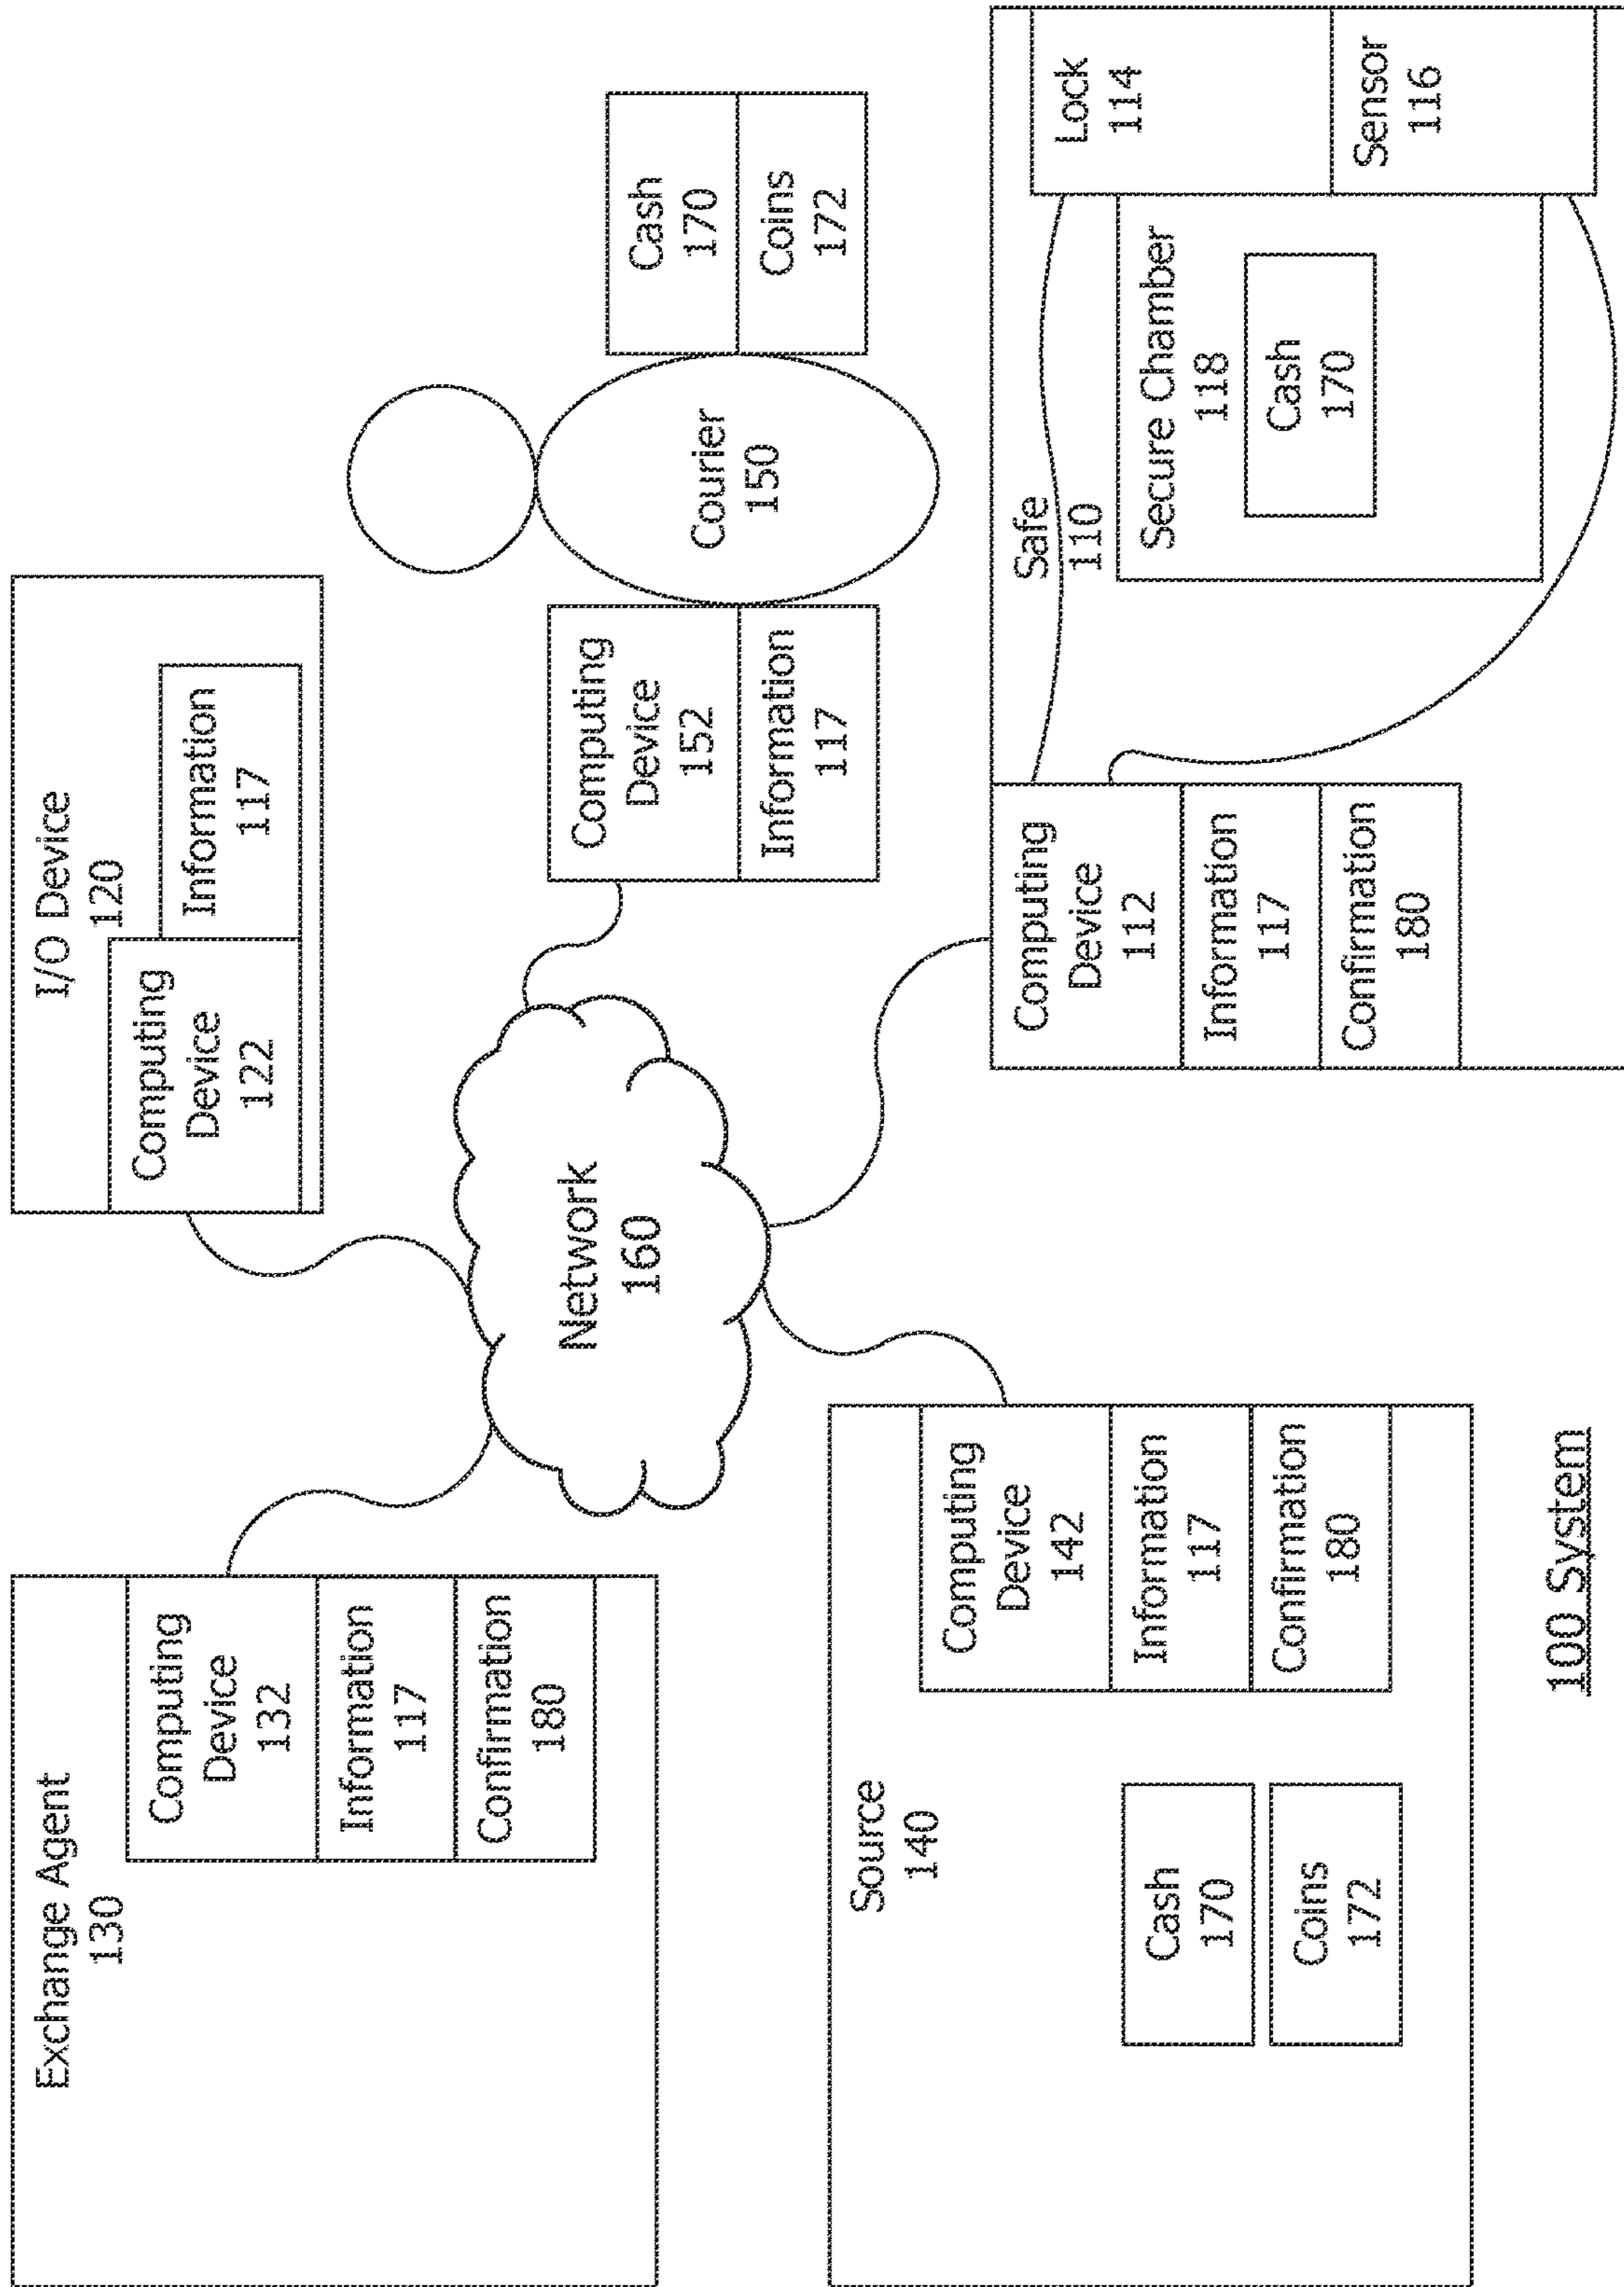 Exchange Agent
130
Computing
Device
132
Information
117
Confirmation
180
I/O Device
120
Computing
Device
122
Information
117
Network
160
Computing
Device
152
Information
117
Courier
150
Cash
170
Coins
172
Source
140
Cash
170
Coins
172
Computing
Device
142
Information
117
Confirmation
180
Safe
110
Computing
Device
112
Information
117
Confirmation
180
Secure Chamber
118
Cash
170
Lock
114
Sensor
116
100 System